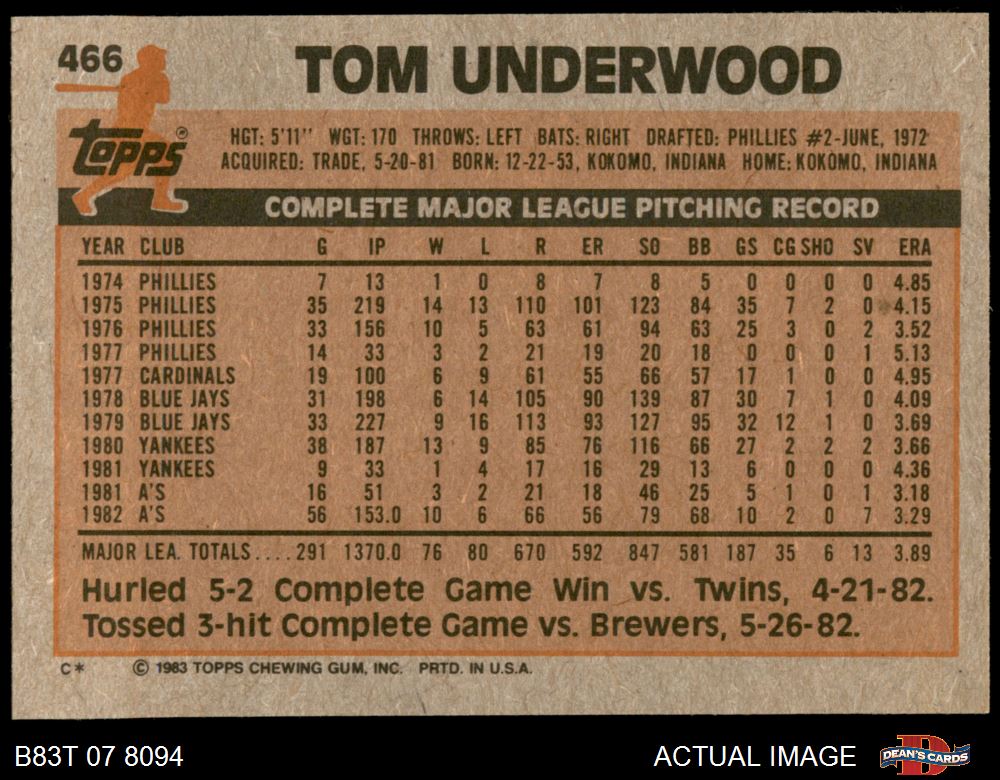 466 TOM UNDERWOOD
topps ®
HGT: 5'11" WGT: 170 THROWS: LEFT BATS: RIGHT DRAFTED: PHILLIES #2-JUNE, 1972
ACQUIRED: TRADE, 5-20-81 BORN: 12-22-53, KOKOMO, INDIANA HOME: KOKOMO, INDIANA
COMPLETE MAJOR LEAGUE PITCHING RECORD
YEAR CLUB G IP W L R ER SO BB GS CG SHO SV ERA
1974 PHILLIES 7 13 1 0 8 7 8 5 0 0 0 0 4.85
1975 PHILLIES 35 219 14 13 110 101 123 84 35 7 2 0 4.15
1976 PHILLIES 33 156 10 5 63 61 94 63 25 3 0 2 3.52
1977 PHILLIES 14 33 3 2 21 19 20 18 0 0 0 1 5.13
1977 CARDINALS 19 100 6 9 61 55 66 57 17 1 0 0 4.95
1978 BLUE JAYS 31 198 6 14 105 90 139 87 30 7 1 0 4.09
1979 BLUE JAYS 33 227 9 16 113 93 127 95 32 12 1 0 3.69
1980 YANKEES 38 187 13 9 85 76 116 66 27 2 2 2 3.66
1981 YANKEES 9 33 1 4 17 16 29 13 6 0 0 0 4.36
1981 A'S 16 51 3 2 21 18 46 25 5 1 0 1 3.18
1982 A'S 56 153.0 10 6 66 56 79 68 10 2 0 7 3.29
MAJOR LEA. TOTALS....291 1370.0 76 80 670 592 847 581 187 35 6 13 3.89
Hurled 5-2 Complete Game Win vs. Twins, 4-21-82.
Tossed 3-hit Complete Game vs. Brewers, 5-26-82.
C* © 1983 TOPPS CHEWING GUM, INC. PRTD. IN U.S.A.
B83T 07 8094 ACTUAL IMAGE DEAN'S CARDS